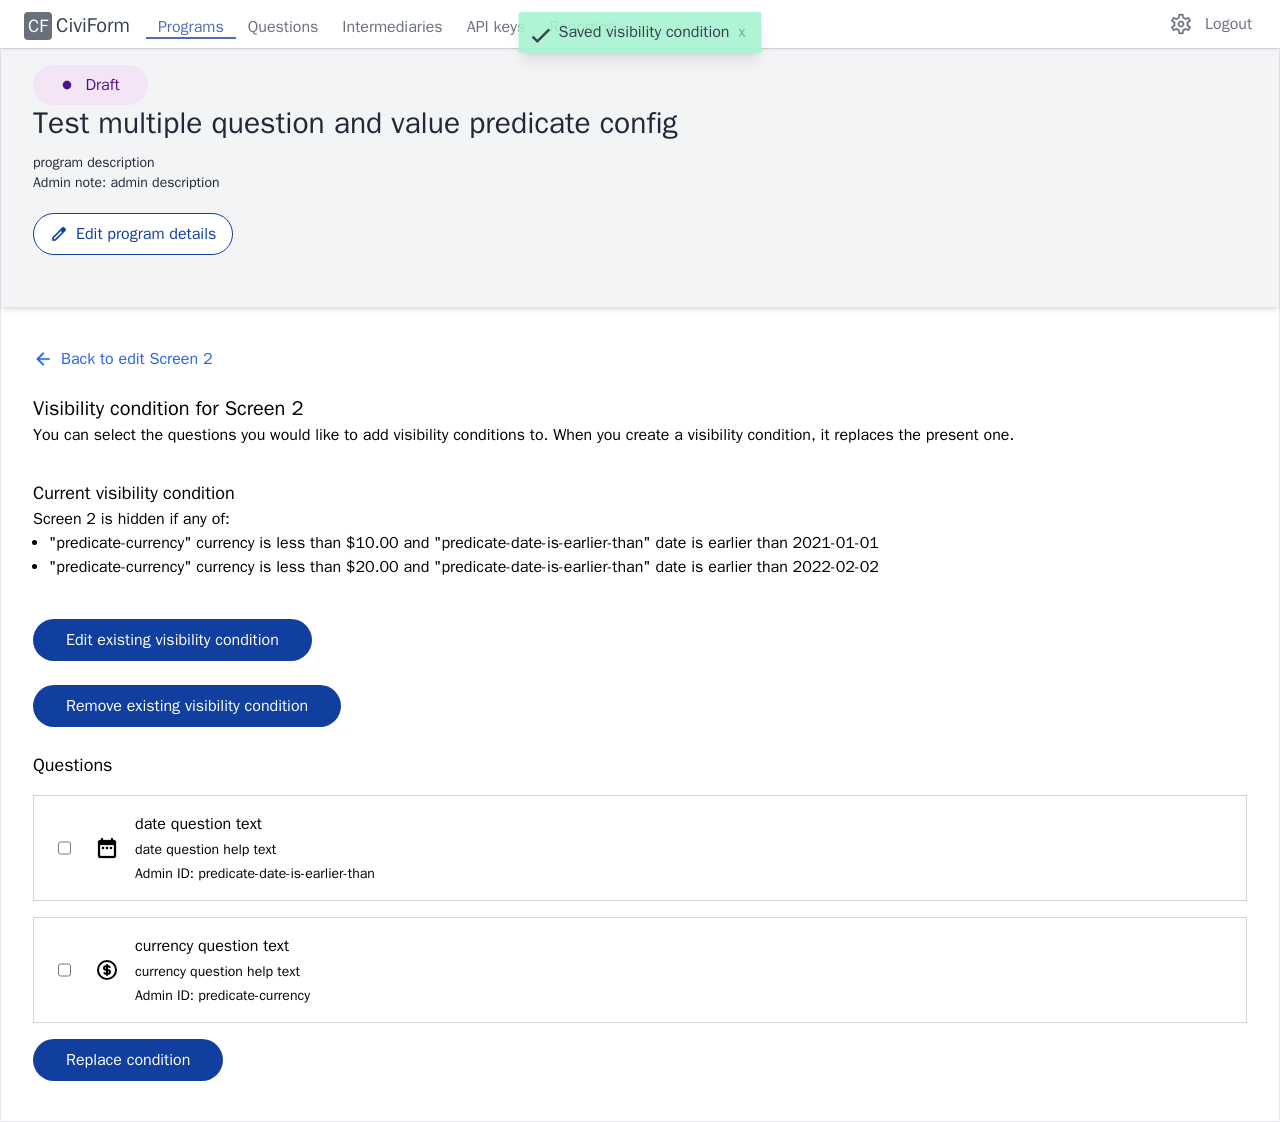 CF CiviForm Programs Questions Intermediaries API keys Logout
Saved visibility condition x
Draft
Test multiple question and value predicate config
program description
Admin note: admin description
Edit program details
Back to edit Screen 2
Visibility condition for Screen 2
You can select the questions you would like to add visibility conditions to. When you create a visibility condition, it replaces the present one.
Current visibility condition
Screen 2 is hidden if any of:
"predicate-currency" currency is less than $10.00 and "predicate-date-is-earlier-than" date is earlier than 2021-01-01
"predicate-currency" currency is less than $20.00 and "predicate-date-is-earlier-than" date is earlier than 2022-02-02
Edit existing visibility condition
Remove existing visibility condition
Questions
date question text
date question help text
Admin ID: predicate-date-is-earlier-than
currency question text
currency question help text
Admin ID: predicate-currency
Replace condition